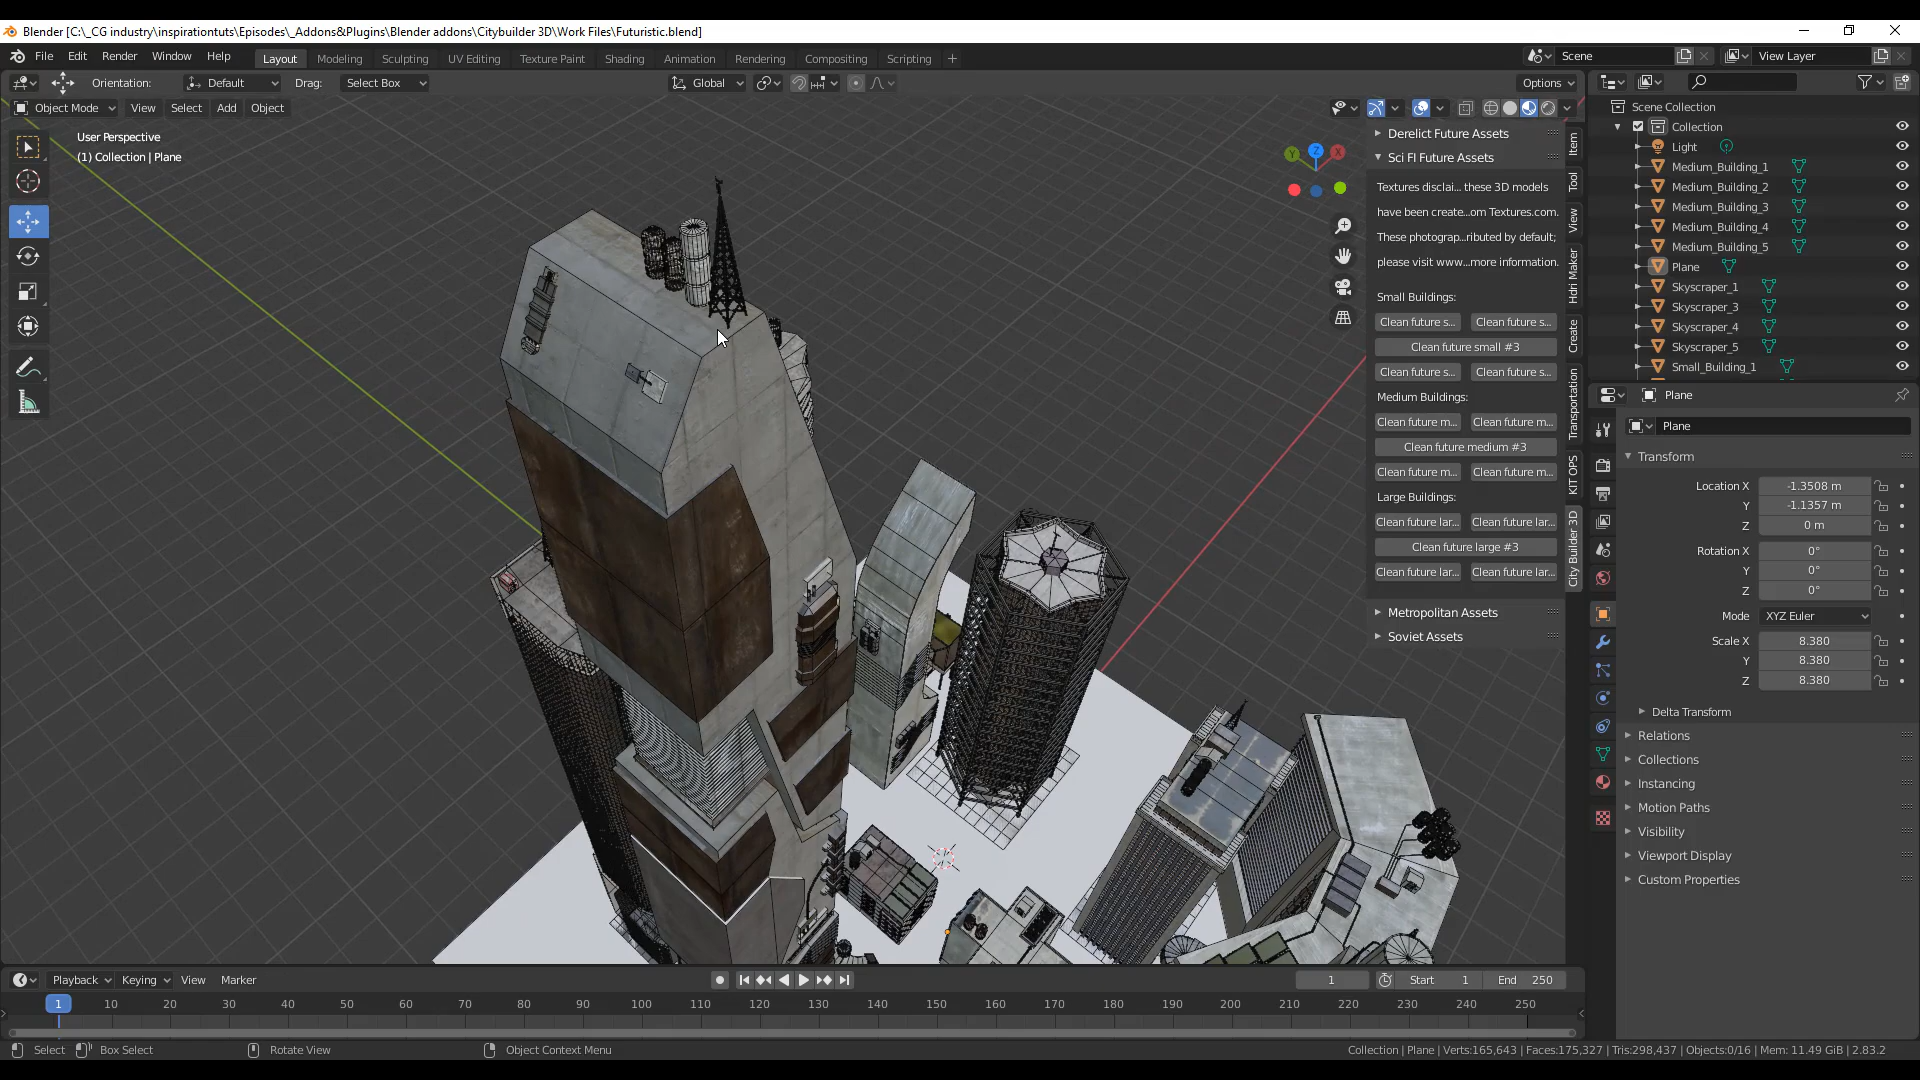 Blender [C:\_CG industry\inspirationtuts\Episodes\_Addons&Plugins\Blender addons\Citybuilder 3D\Work Files\Futuristic.blend]
File Edit Render Window Help Layout Modeling Sculpting UV Editing Texture Paint Shading Animation Rendering Compositing Scripting + Scene View Layer
Orientation: Default Drag: Select Box Global Options
Object Mode View Select Add Object
User Perspective
(1) Collection | Plane
Y Z X
Derelict Future Assets
Sci FI Future Assets
Textures disclai... these 3D models
have been create...om Textures.com.
These photograp...ributed by default;
please visit www...more information.
Small Buildings:
Clean future s... Clean future s...
Clean future small #3
Clean future s... Clean future s...
Medium Buildings:
Clean future m... Clean future m...
Clean future medium #3
Clean future m... Clean future m...
Large Buildings:
Clean future lar... Clean future lar...
Clean future large #3
Clean future lar... Clean future lar...
Metropolitan Assets
Soviet Assets
Item
Tool
View
Hdri Maker
Create
Transportation
KIT OPS
City Builder 3D
Scene Collection
Collection
Light
Medium_Building_1
Medium_Building_2
Medium_Building_3
Medium_Building_4
Medium_Building_5
Plane
Skyscraper_1
Skyscraper_3
Skyscraper_4
Skyscraper_5
Small_Building_1
Plane
Plane
Transform
Location X -1.3508 m
Y -1.1357 m
Z 0 m
Rotation X 0°
Y 0°
Z 0°
Mode XYZ Euler
Scale X 8.380
Y 8.380
Z 8.380
Delta Transform
Relations
Collections
Instancing
Motion Paths
Visibility
Viewport Display
Custom Properties
Playback Keying View Marker 1 Start 1 End 250
1 10 20 30 40 50 60 70 80 90 100 110 120 130 140 150 160 170 180 190 200 210 220 230 240 250
Select Box Select Rotate View Object Context Menu Collection | Plane | Verts:165,643 | Faces:175,327 | Tris:298,437 | Objects:0/16 | Mem: 11.49 GiB | 2.83.2